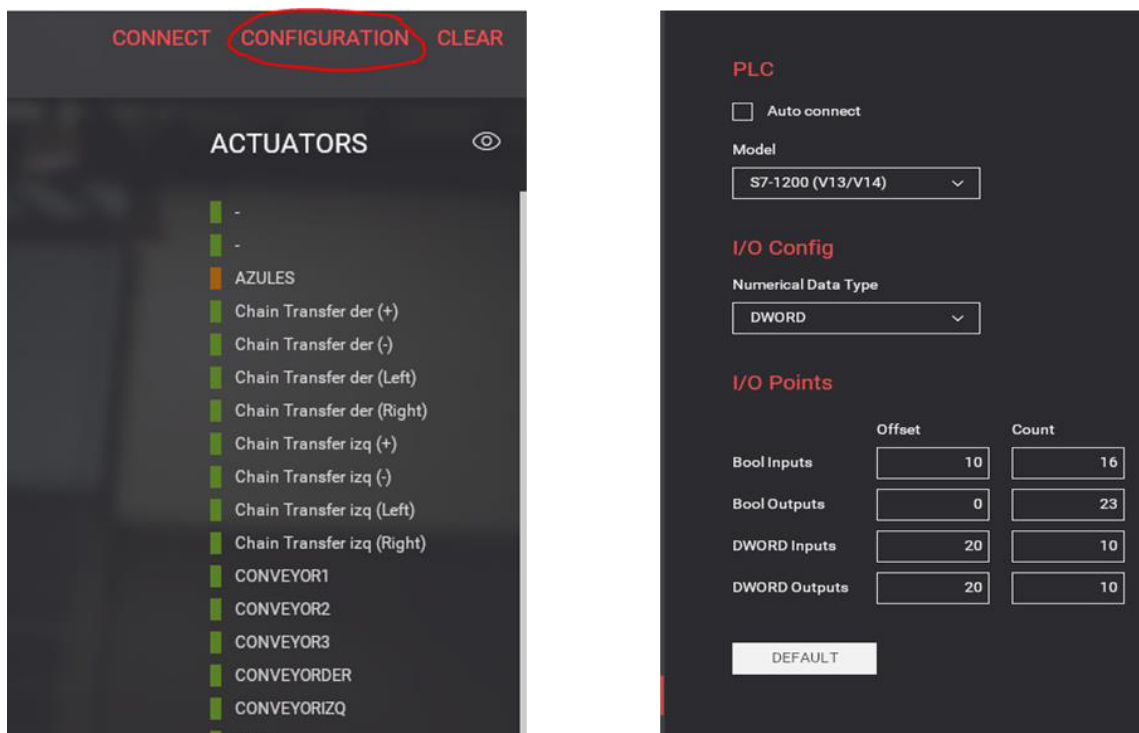 CONNECT CONFIGURATION CLEAR
ACTUATORS
-
-
AZULES
Chain Transfer der (+)
Chain Transfer der (-)
Chain Transfer der (Left)
Chain Transfer der (Right)
Chain Transfer izq (+)
Chain Transfer izq (-)
Chain Transfer izq (Left)
Chain Transfer izq (Right)
CONVEYOR1
CONVEYOR2
CONVEYOR3
CONVEYORDER
CONVEYORIZQ
PLC
Auto connect
Model
S7-1200 (V13/V14)
I/O Config
Numerical Data Type
DWORD
I/O Points
Offset Count
Bool Inputs 10 16
Bool Outputs 0 23
DWORD Inputs 20 10
DWORD Outputs 20 10
DEFAULT